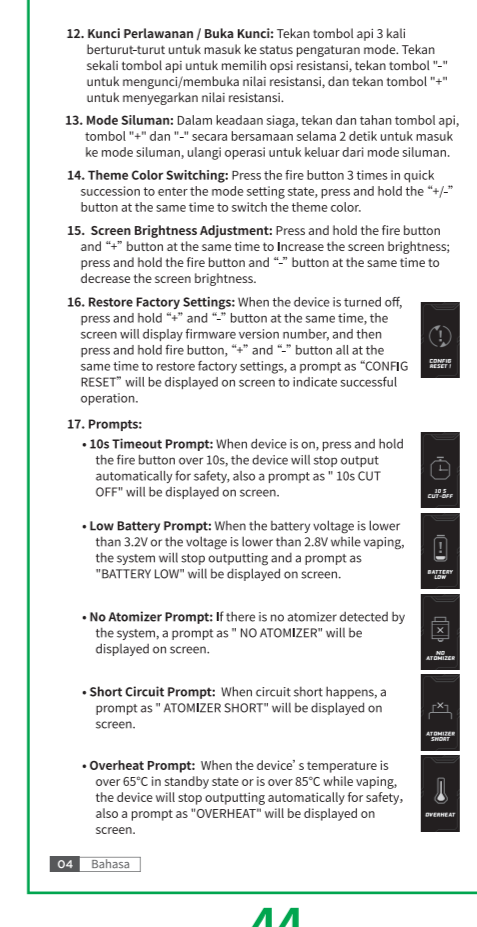 12. Kunci Perlawanan / Buka Kunci: Tekan tombol api 3 kali
berturut-turut untuk masuk ke status pengaturan mode. Tekan
sekali tombol api untuk memilih opsi resistansi, tekan tombol "-"
untuk mengunci/membuka nilai resistansi, dan tekan tombol "+"
untuk menyegarkan nilai resistansi.
13. Mode Siluman: Dalam keadaan siaga, tekan dan tahan tombol api,
tombol "+" dan "-" secara bersamaan selama 2 detik untuk masuk
ke mode siluman, ulangi operasi untuk keluar dari mode siluman.
14. Theme Color Switching: Press the fire button 3 times in quick
succession to enter the mode setting state, press and hold the “+/-”
button at the same time to switch the theme color.
15. Screen Brightness Adjustment: Press and hold the fire button
and “+” button at the same time to Increase the screen brightness;
press and hold the fire button and “-” button at the same time to
decrease the screen brightness.
16. Restore Factory Settings: When the device is turned off,
press and hold “+” and “-” button at the same time, the
screen will display firmware version number, and then
press and hold fire button, “+” and “-” button all at the
same time to restore factory settings, a prompt as “CONFIG
RESET” will be displayed on screen to indicate successful
operation.
CONFIG
RESET !
17. Prompts:
• 10s Timeout Prompt: When device is on, press and hold
the fire button over 10s, the device will stop output
automatically for safety, also a prompt as " 10s CUT
OFF" will be displayed on screen.
10 S
CUT-OFF
• Low Battery Prompt: When the battery voltage is lower
than 3.2V or the voltage is lower than 2.8V while vaping,
the system will stop outputting and a prompt as
"BATTERY LOW" will be displayed on screen.
BATTERY
LOW
• No Atomizer Prompt: If there is no atomizer detected by
the system, a prompt as " NO ATOMIZER" will be
displayed on screen.
NO
ATOMIZER
• Short Circuit Prompt: When circuit short happens, a
prompt as " ATOMIZER SHORT" will be displayed on
screen.
ATOMIZER
SHORT
• Overheat Prompt: When the device’ s temperature is
over 65°C in standby state or is over 85°C while vaping,
the device will stop outputting automatically for safety,
also a prompt as "OVERHEAT" will be displayed on
screen.
OVERHEAT
04 Bahasa
44